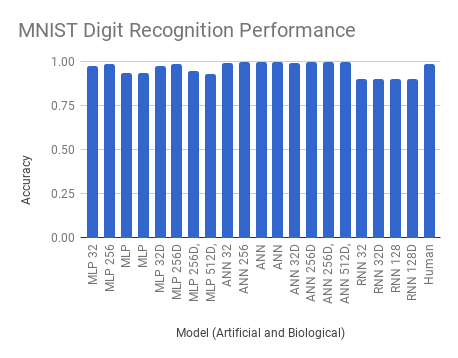 MNIST Digit Recognition Performance
1.00
0.75
0.50
0.25
0.00
Accuracy
MLP 32
MLP 256
MLP
MLP
MLP 32D
MLP 256D
MLP 256D,
MLP 512D,
ANN 32
ANN 256
ANN
ANN
ANN 32D
ANN 256D
ANN 256D,
ANN 512D,
RNN 32
RNN 32D
RNN 128
RNN 128D
Human
Model (Artificial and Biological)